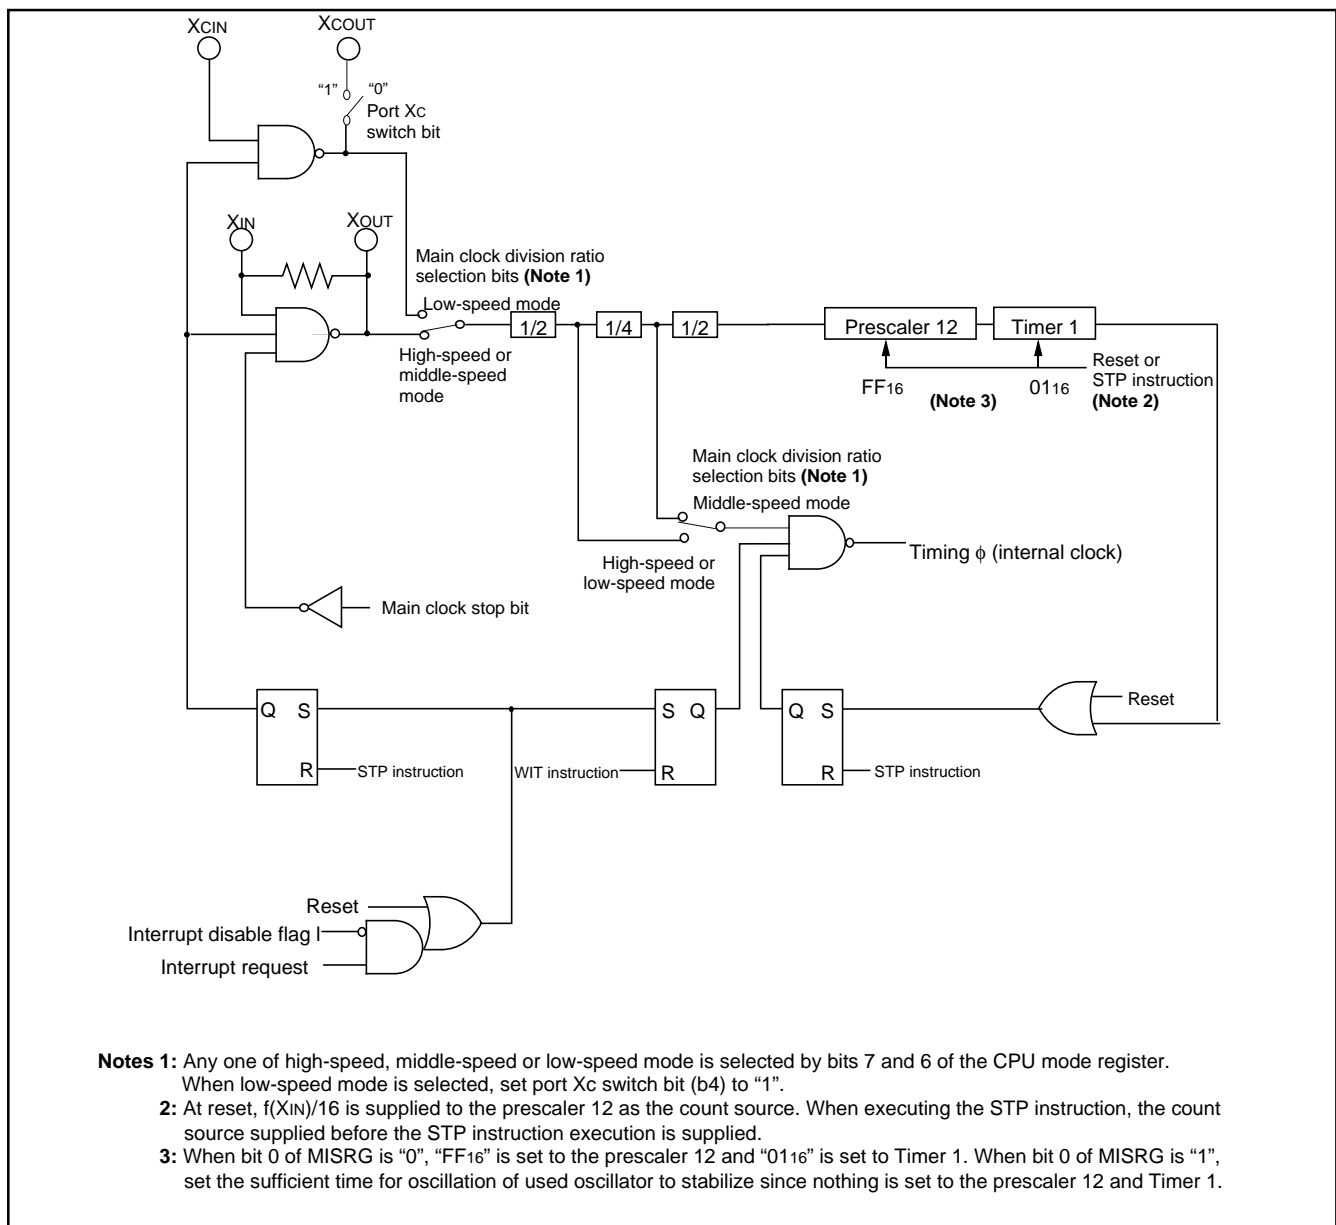 XCIN
XCOUT
“1”
“0”
Port XC
switch bit
XIN
XOUT
Main clock division ratio
selection bits (Note 1)
Low-speed mode
1/2
1/4
1/2
Prescaler 12
Timer 1
High-speed or
middle-speed
mode
FF16
(Note 3)
0116
Reset or
STP instruction
(Note 2)
Main clock division ratio
selection bits (Note 1)
Middle-speed mode
High-speed or
low-speed mode
Timing ϕ (internal clock)
Main clock stop bit
Q S
R
STP instruction
WIT instruction
S Q
R
Q S
R
STP instruction
Reset
Reset
Interrupt disable flag I
Interrupt request
Notes 1: Any one of high-speed, middle-speed or low-speed mode is selected by bits 7 and 6 of the CPU mode register.
When low-speed mode is selected, set port Xc switch bit (b4) to “1”.
2: At reset, f(XIN)/16 is supplied to the prescaler 12 as the count source. When executing the STP instruction, the count
source supplied before the STP instruction execution is supplied.
3: When bit 0 of MISRG is “0”, “FF16” is set to the prescaler 12 and “0116” is set to Timer 1. When bit 0 of MISRG is “1”,
set the sufficient time for oscillation of used oscillator to stabilize since nothing is set to the prescaler 12 and Timer 1.